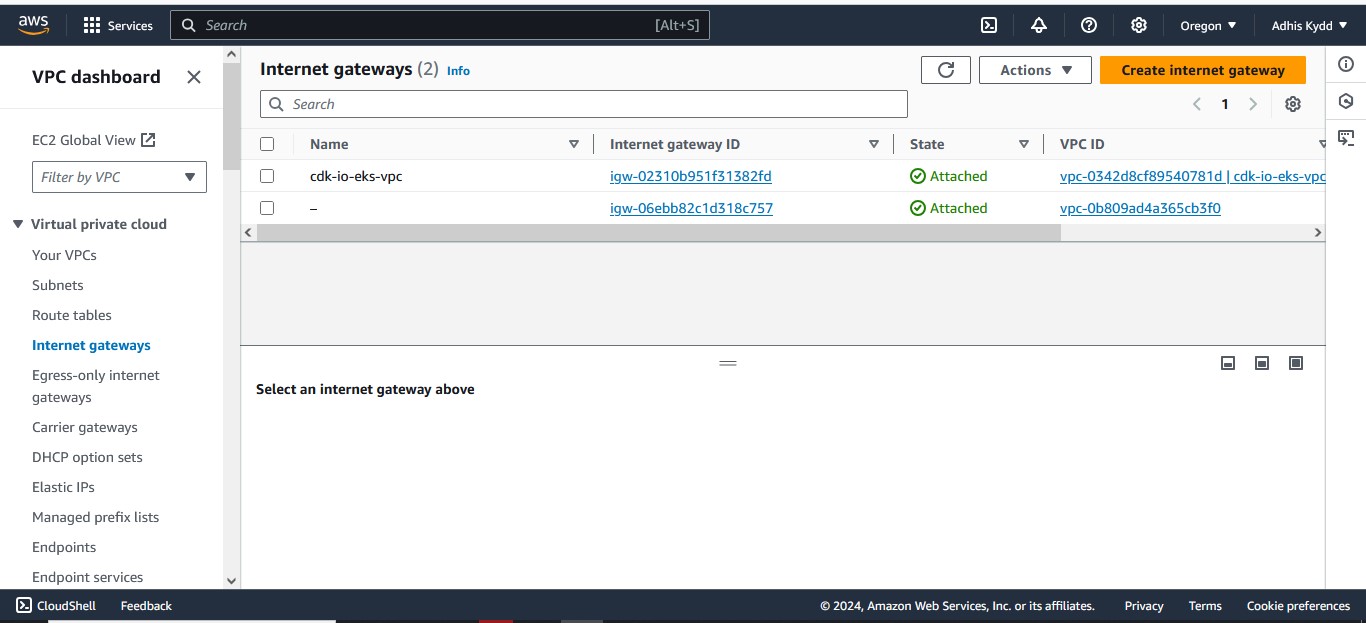 aws
Services
Search
[Alt+S]
Oregon
Adhis Kydd
VPC dashboard
EC2 Global View
Filter by VPC
Virtual private cloud
Your VPCs
Subnets
Route tables
Internet gateways
Egress-only internet
gateways
Carrier gateways
DHCP option sets
Elastic IPs
Managed prefix lists
Endpoints
Endpoint services
Internet gateways (2) Info
Actions
Create internet gateway
Search
1
Name Internet gateway ID State VPC ID
cdk-io-eks-vpc igw-02310b951f31382fd Attached vpc-0342d8cf89540781d | cdk-io-eks-vpc
– igw-06ebb82c1d318c757 Attached vpc-0b809ad4a365cb3f0
Select an internet gateway above
CloudShell Feedback © 2024, Amazon Web Services, Inc. or its affiliates. Privacy Terms Cookie preferences